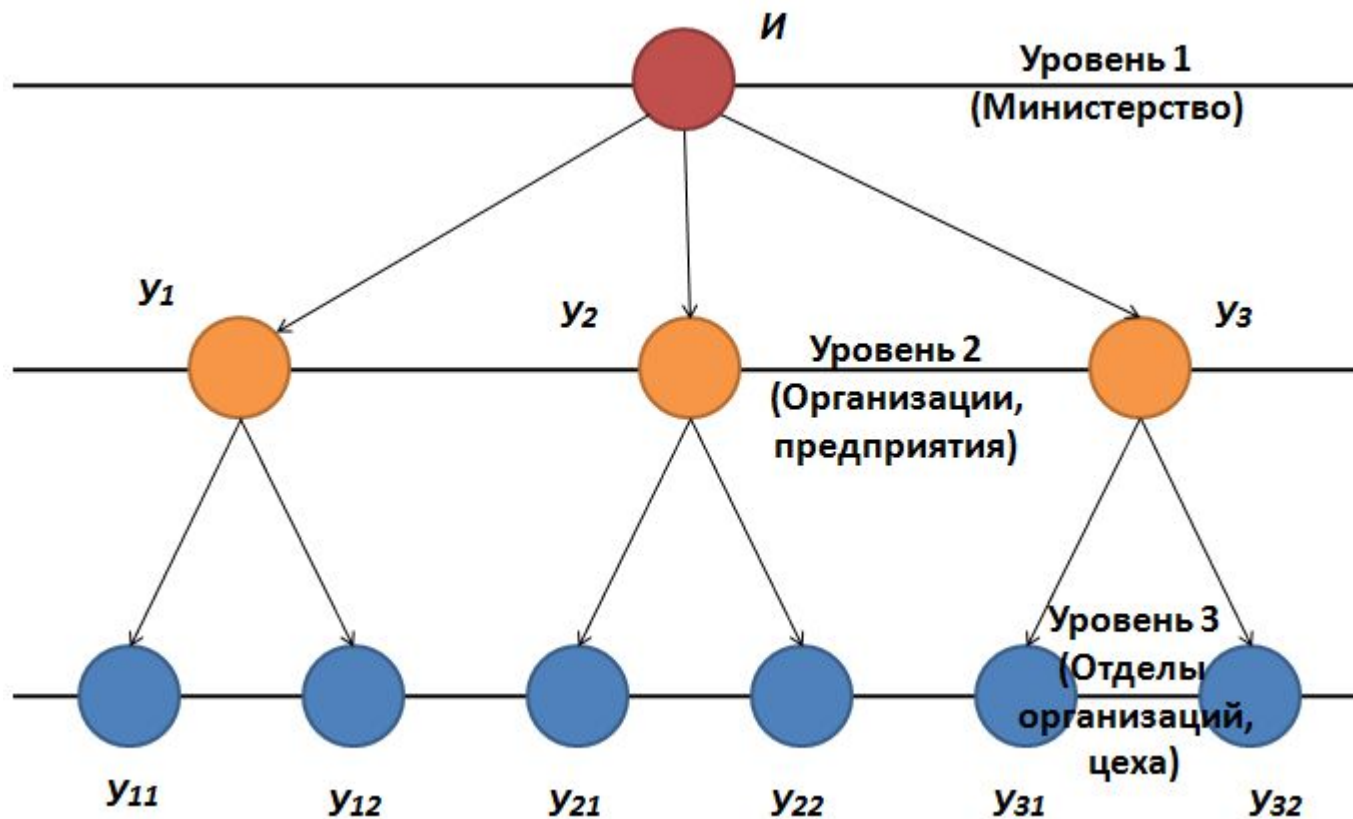 И
Уровень 1
(Министерство)
У1
У2
У3
Уровень 2
(Организации,
предприятия)
Уровень 3
(Отделы
организаций,
цеха)
У11
У12
У21
У22
У31
У32